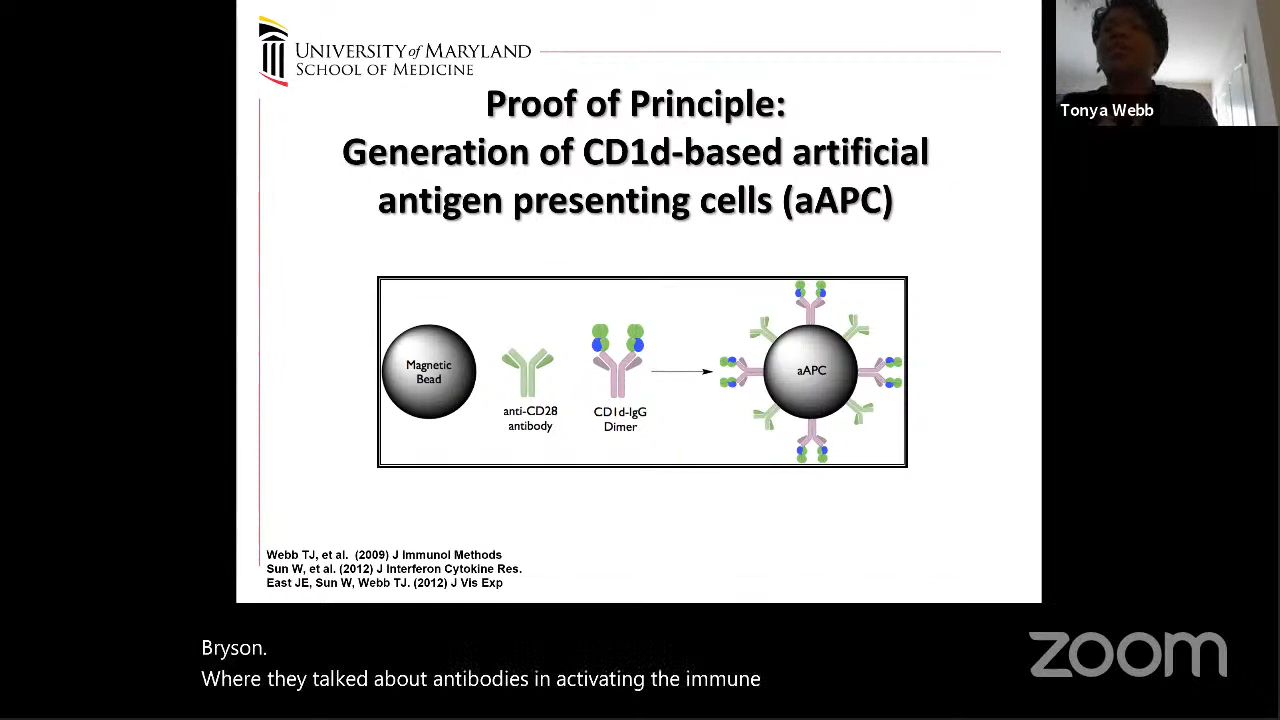 UNIVERSITY of MARYLAND
SCHOOL OF MEDICINE
Tonya Webb
Proof of Principle:
Generation of CD1d-based artificial
antigen presenting cells (aAPC)
Magnetic
Bead
anti-CD28
antibody
CD1d-IgG
Dimer
aAPC
Webb TJ, et al. (2009) J Immunol Methods
Sun W, et al. (2012) J Interferon Cytokine Res.
East JE, Sun W, Webb TJ. (2012) J Vis Exp
Bryson.
Where they talked about antibodies in activating the immune
zoom